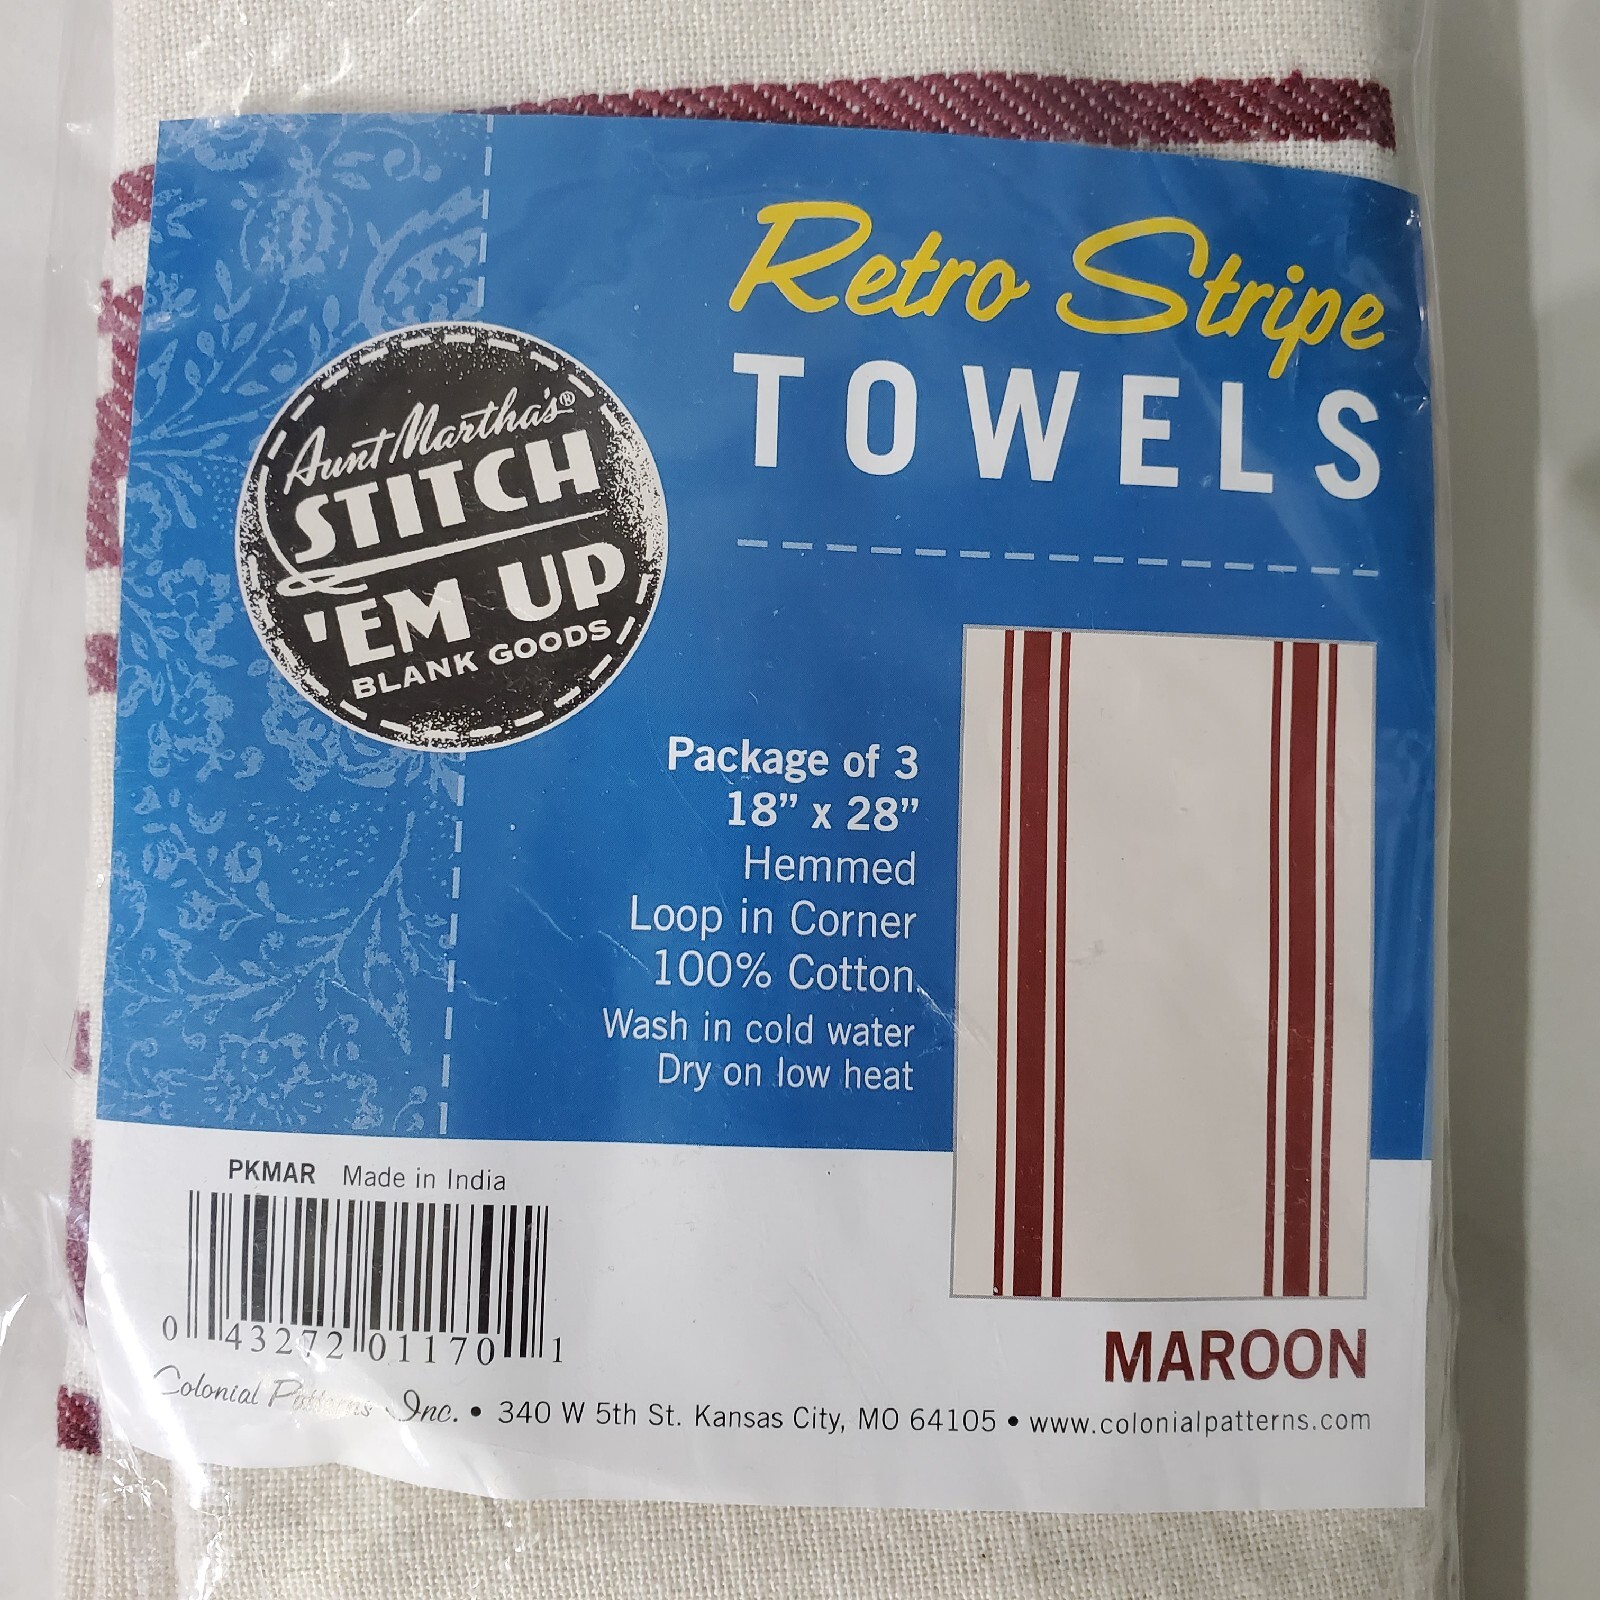 Retro Stripe
TOWELS
Aunt Martha's®
STITCH
'EM UP
BLANK GOODS
Package of 3
18" x 28"
Hemmed
Loop in Corner
100% Cotton
Wash in cold water
Dry on low heat
PKMAR Made in India
0 43272 01170 1
MAROON
Colonial Patterns Inc. • 340 W 5th St. Kansas City, MO 64105 • www.colonialpatterns.com